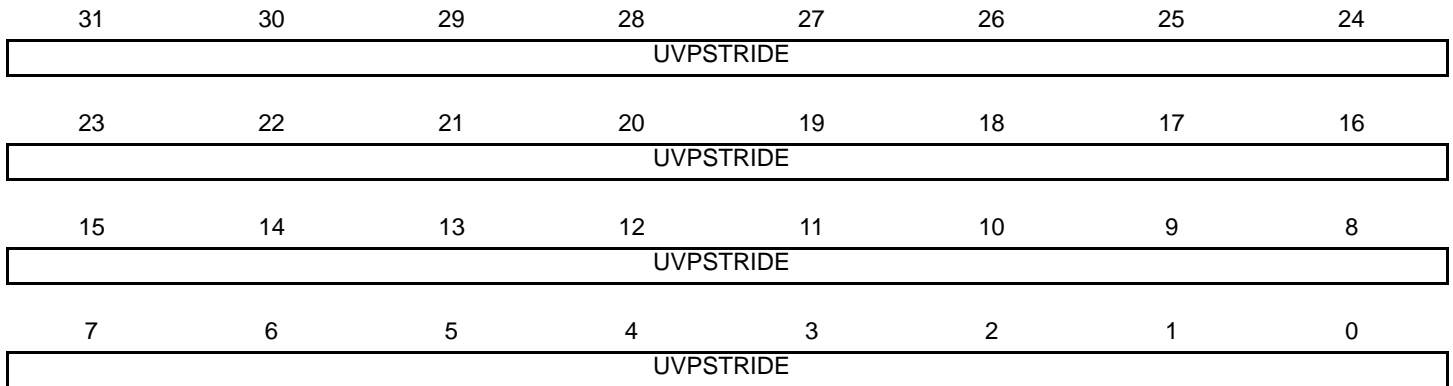 31 30 29 28 27 26 25 24
UVPSTRIDE
23 22 21 20 19 18 17 16
UVPSTRIDE
15 14 13 12 11 10 9 8
UVPSTRIDE
7 6 5 4 3 2 1 0
UVPSTRIDE